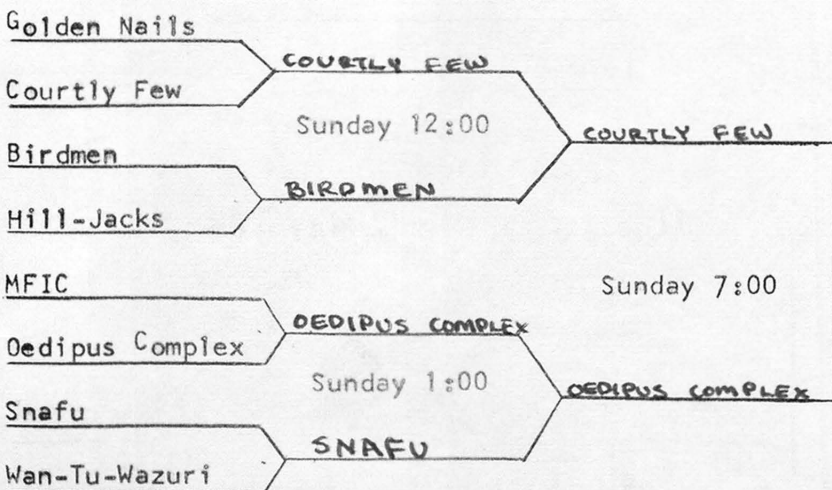 Golden Nails
COURTLY FEW
Courtly Few
Sunday 12:00
COURTLY FEW
Birdmen
BIRDMEN
Hill-Jacks
MFIC
Sunday 7:00
OEDIPUS COMPLEX
Oedipus Complex
Sunday 1:00
OEDIPUS COMPLEX
Snafu
SNAFU
Wan-Tu-Wazuri